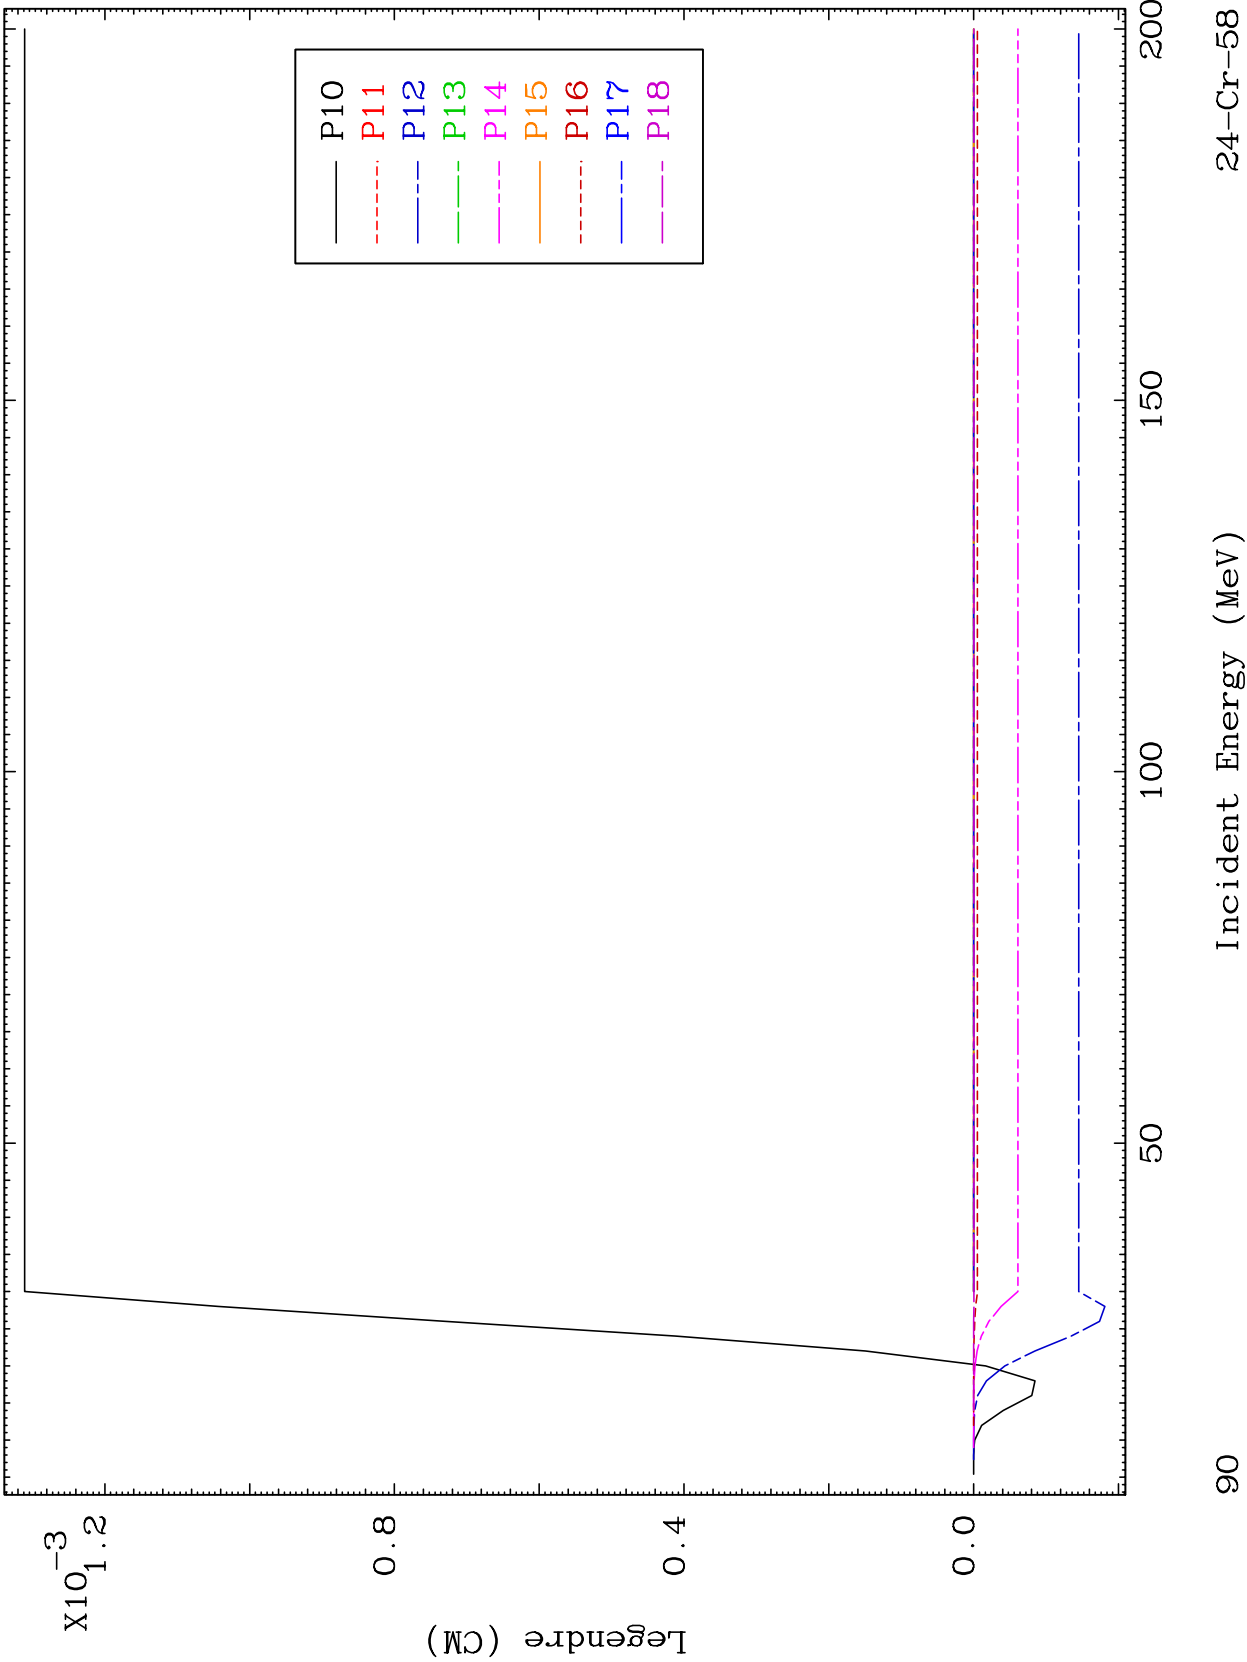 X10-3
1.2
0.8
0.4
0.0
Legendre (CM)
P10
P11
P12
P13
P14
P15
P16
P17
P18
50
100
150
200
Incident Energy (MeV)
90
24-Cr-58